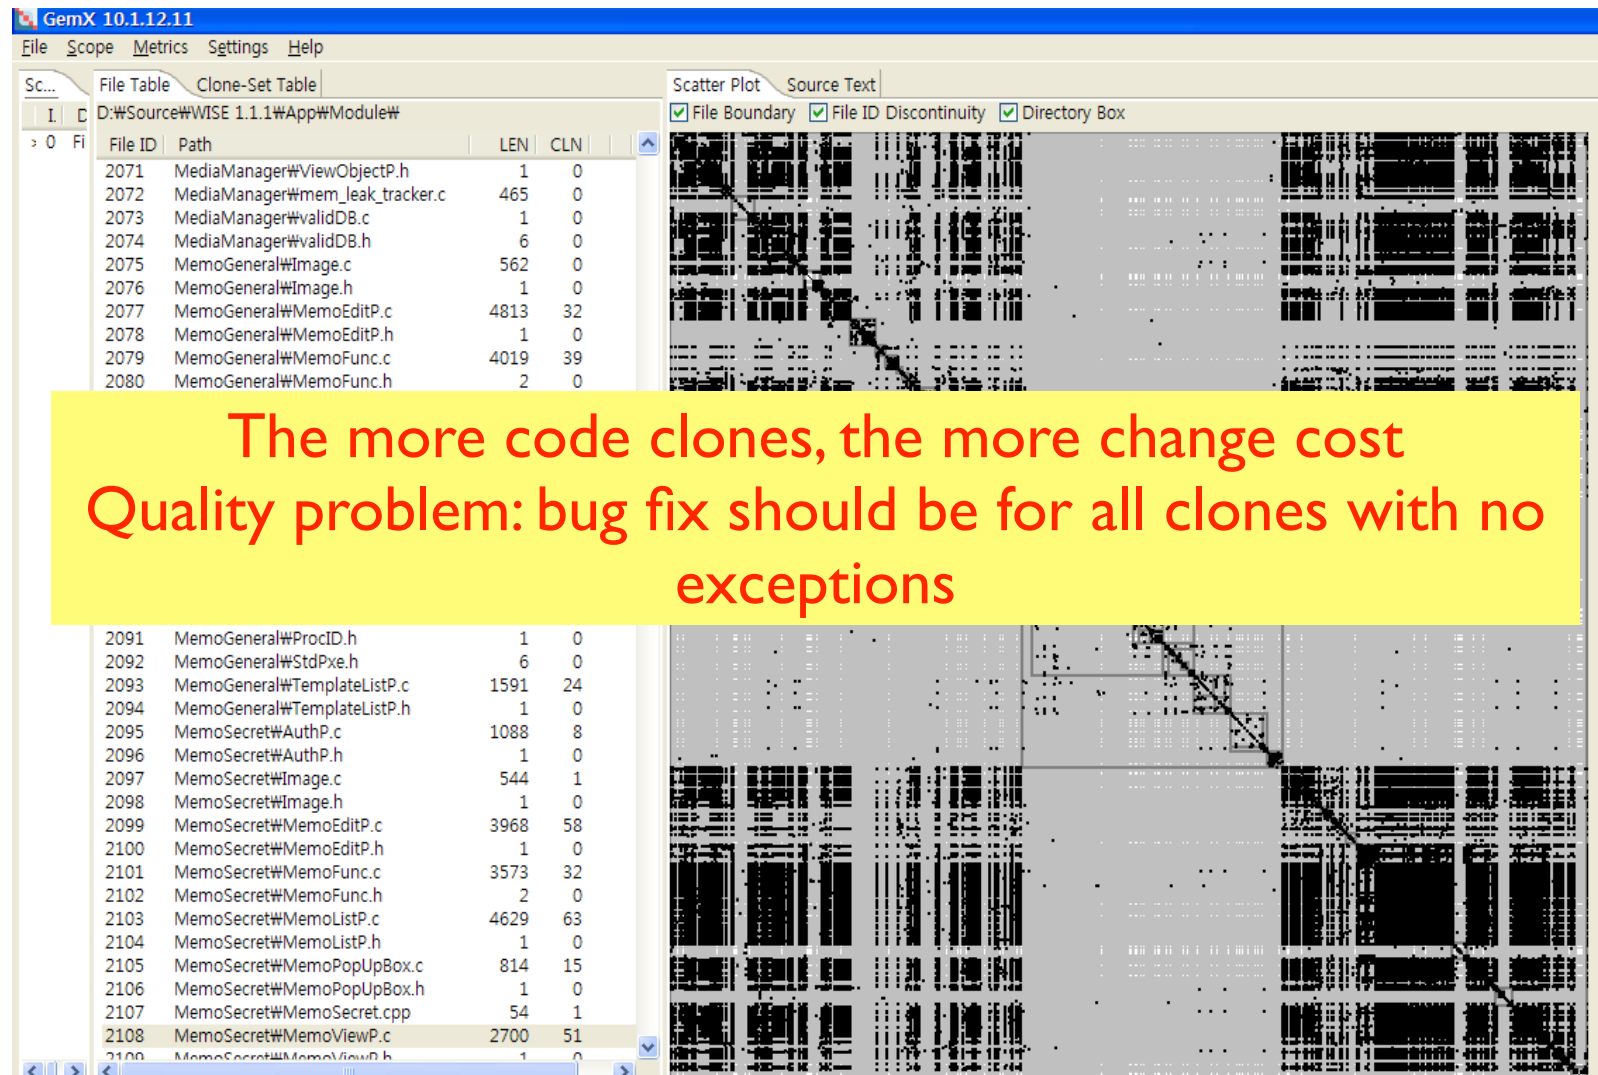 GemX 10.1.12.11
File Scope Metrics Settings Help
Sc... File Table Clone-Set Table
I. D
› 0 Fi
D:₩Source₩WISE 1.1.1₩App₩Module₩
File ID Path LEN CLN
2071 MediaManager₩ViewObjectP.h 1 0
2072 MediaManager₩mem_leak_tracker.c 465 0
2073 MediaManager₩validDB.c 1 0
2074 MediaManager₩validDB.h 6 0
2075 MemoGeneral₩Image.c 562 0
2076 MemoGeneral₩Image.h 1 0
2077 MemoGeneral₩MemoEditP.c 4813 32
2078 MemoGeneral₩MemoEditP.h 1 0
2079 MemoGeneral₩MemoFunc.c 4019 39
2080 MemoGeneral₩MemoFunc.h 2 0
Scatter Plot Source Text
File Boundary File ID Discontinuity Directory Box
The more code clones, the more change cost
Quality problem: bug fix should be for all clones with no
exceptions
2091 MemoGeneral₩ProcID.h 1 0
2092 MemoGeneral₩StdPxe.h 6 0
2093 MemoGeneral₩TemplateListP.c 1591 24
2094 MemoGeneral₩TemplateListP.h 1 0
2095 MemoSecret₩AuthP.c 1088 8
2096 MemoSecret₩AuthP.h 1 0
2097 MemoSecret₩Image.c 544 1
2098 MemoSecret₩Image.h 1 0
2099 MemoSecret₩MemoEditP.c 3968 58
2100 MemoSecret₩MemoEditP.h 1 0
2101 MemoSecret₩MemoFunc.c 3573 32
2102 MemoSecret₩MemoFunc.h 2 0
2103 MemoSecret₩MemoListP.c 4629 63
2104 MemoSecret₩MemoListP.h 1 0
2105 MemoSecret₩MemoPopUpBox.c 814 15
2106 MemoSecret₩MemoPopUpBox.h 1 0
2107 MemoSecret₩MemoSecret.cpp 54 1
2108 MemoSecret₩MemoViewP.c 2700 51
2109 MemoSecret₩MemoViewP.h 1 0